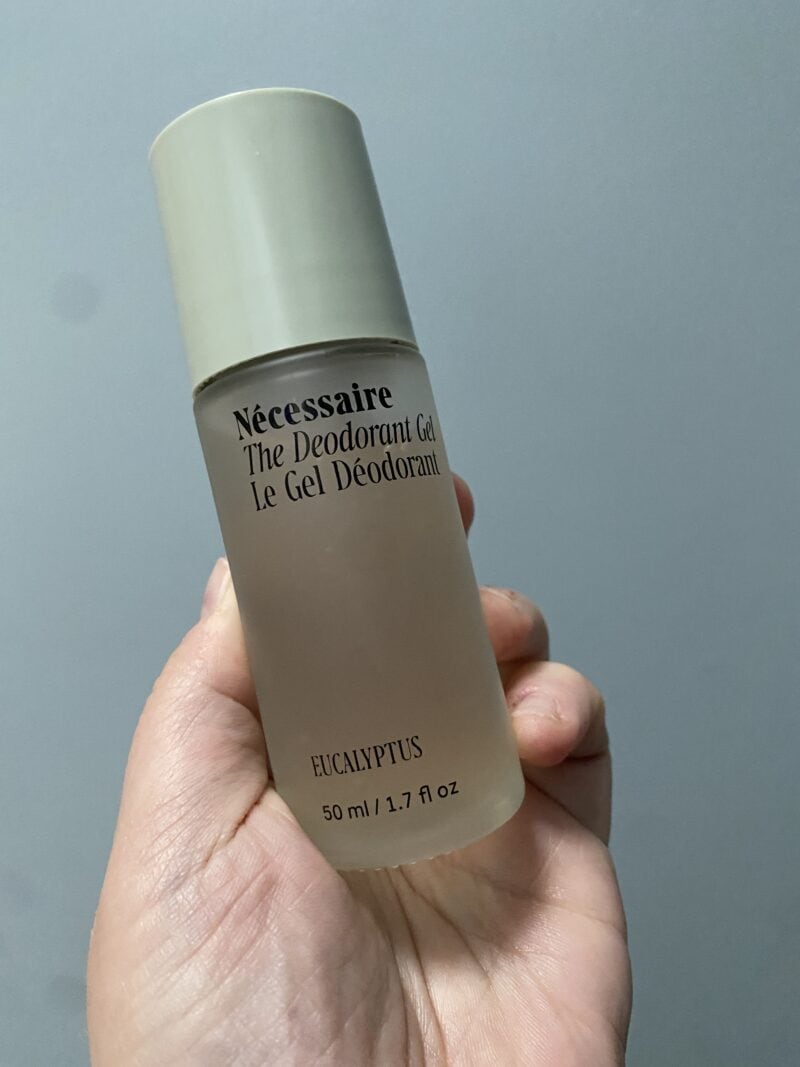 Nécessaire
The Deodorant Gel
Le Gel Déodorant
EUCALYPTUS
50 ml / 1.7 fl oz